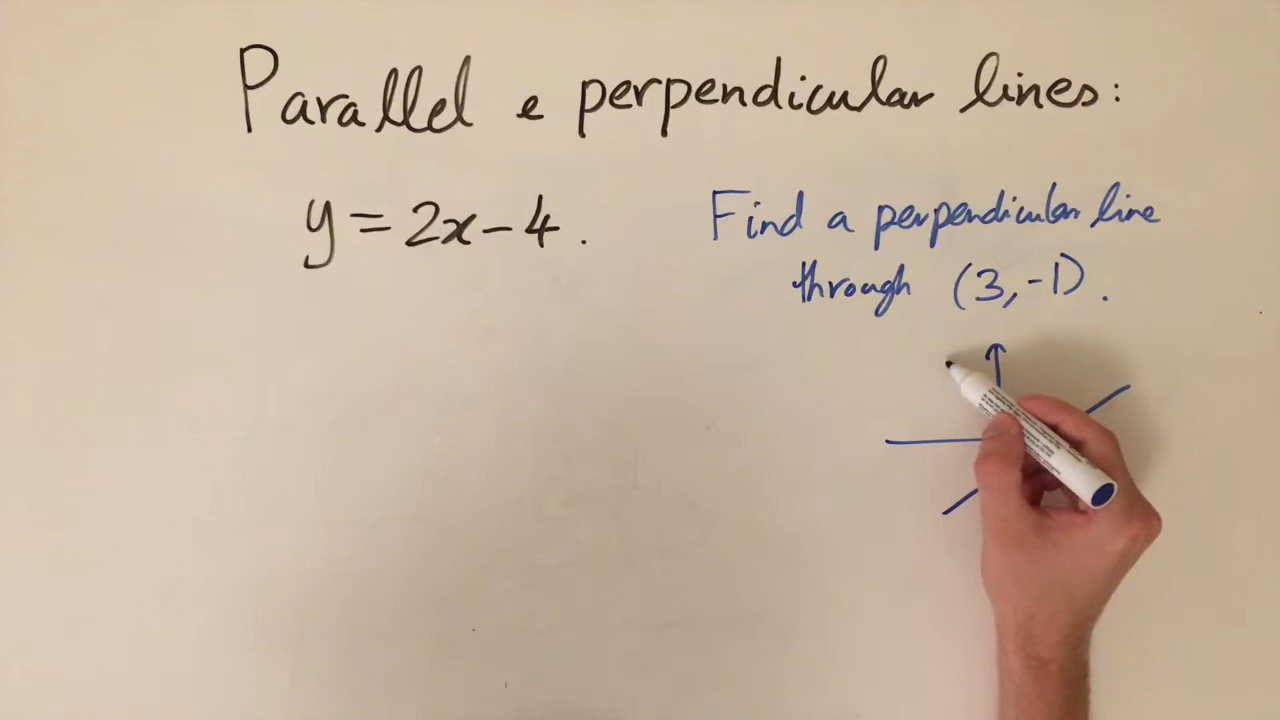 Parallel e perpendicular lines:
y = 2x - 4.
Find a perpendicular line
through (3,-1).